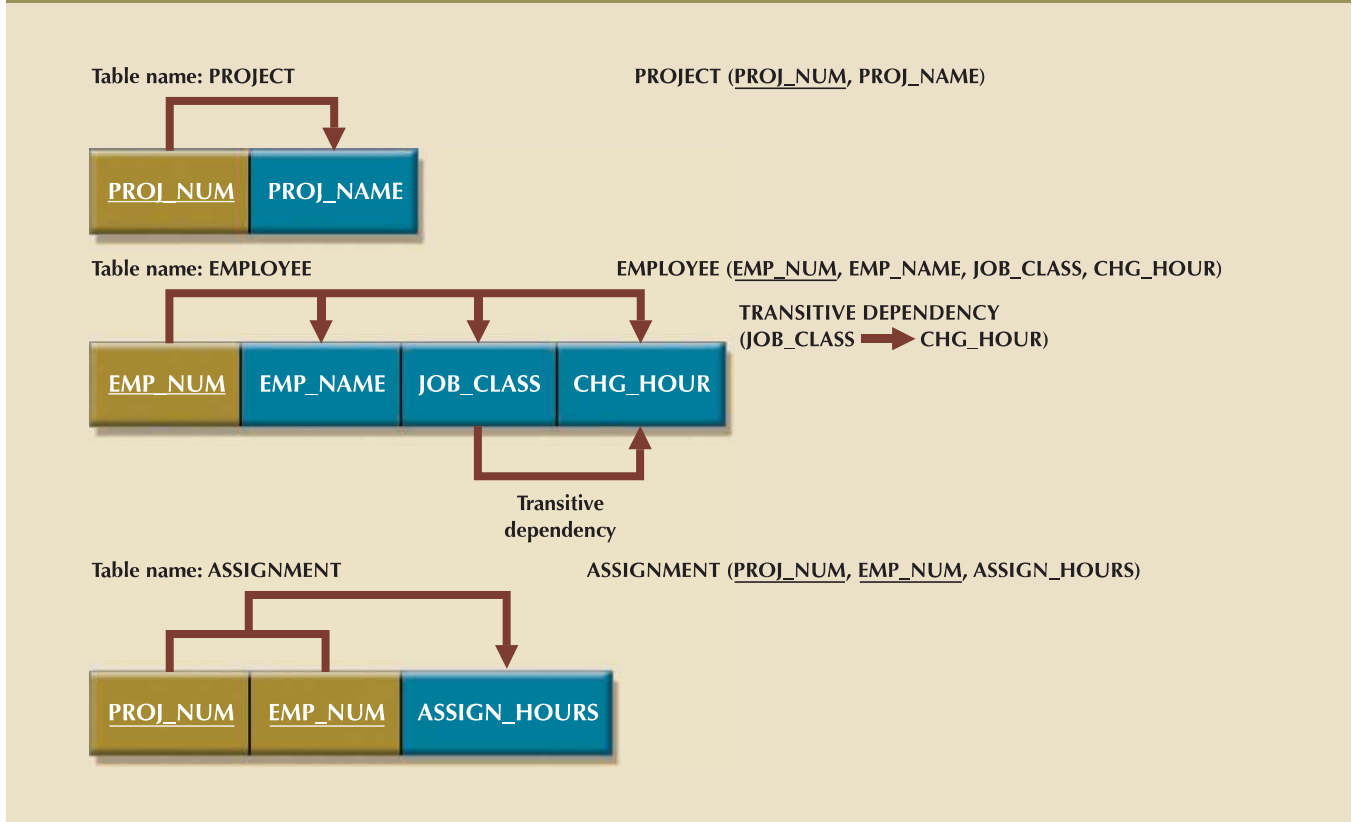 Table name: PROJECT
PROJECT (PROJ_NUM, PROJ_NAME)
PROJ_NUM
PROJ_NAME
Table name: EMPLOYEE
EMPLOYEE (EMP_NUM, EMP_NAME, JOB_CLASS, CHG_HOUR)
TRANSITIVE DEPENDENCY
(JOB_CLASS CHG_HOUR)
EMP_NUM
EMP_NAME
JOB_CLASS
CHG_HOUR
Transitive
dependency
Table name: ASSIGNMENT
ASSIGNMENT (PROJ_NUM, EMP_NUM, ASSIGN_HOURS)
PROJ_NUM
EMP_NUM
ASSIGN_HOURS